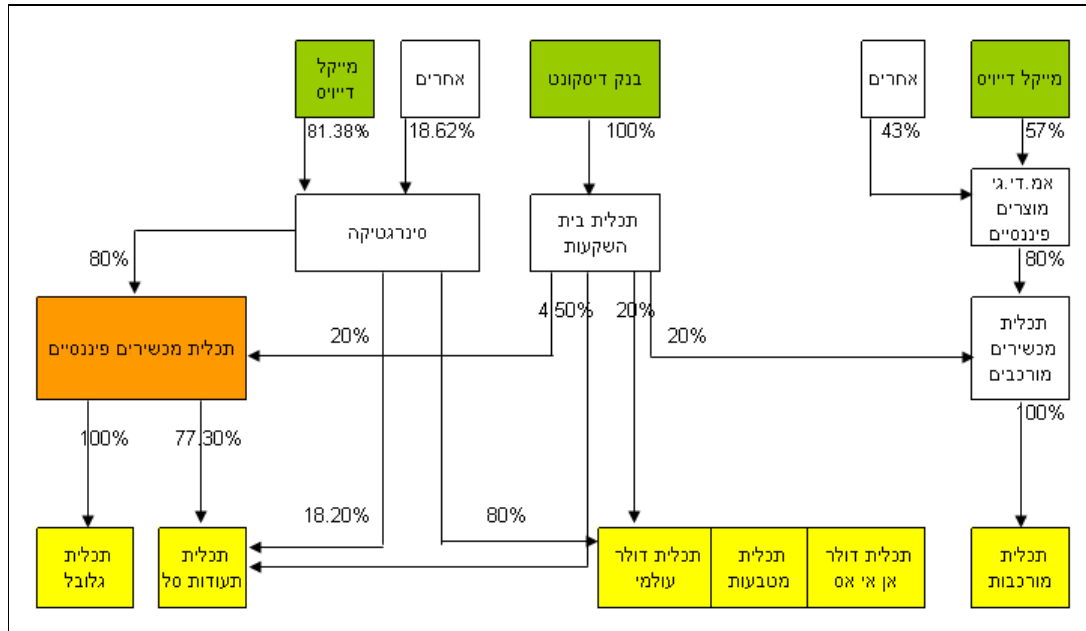 מייקל דייויס
אחרים
בנק דיסקונט
אחרים
מייקל
דייויס
57%
43%
100%
18.62%
81.38%
אמ.די.ג'י
מוצרים
פיננסיים
תכלית בית
השקעות
סינרגטיקה
80%
80%
4.50%
20%
תכלית
מכשירים
מורכבים
20%
20%
תכלית מכשירים פיננסיים
100%
77.30%
100%
80%
18.20%
תכלית
מורכבות
תכלית דולר
אן אי אס
תכלית
מטבעות
תכלית דולר
עולמי
תכלית
תעודות סל
תכלית
גלובל